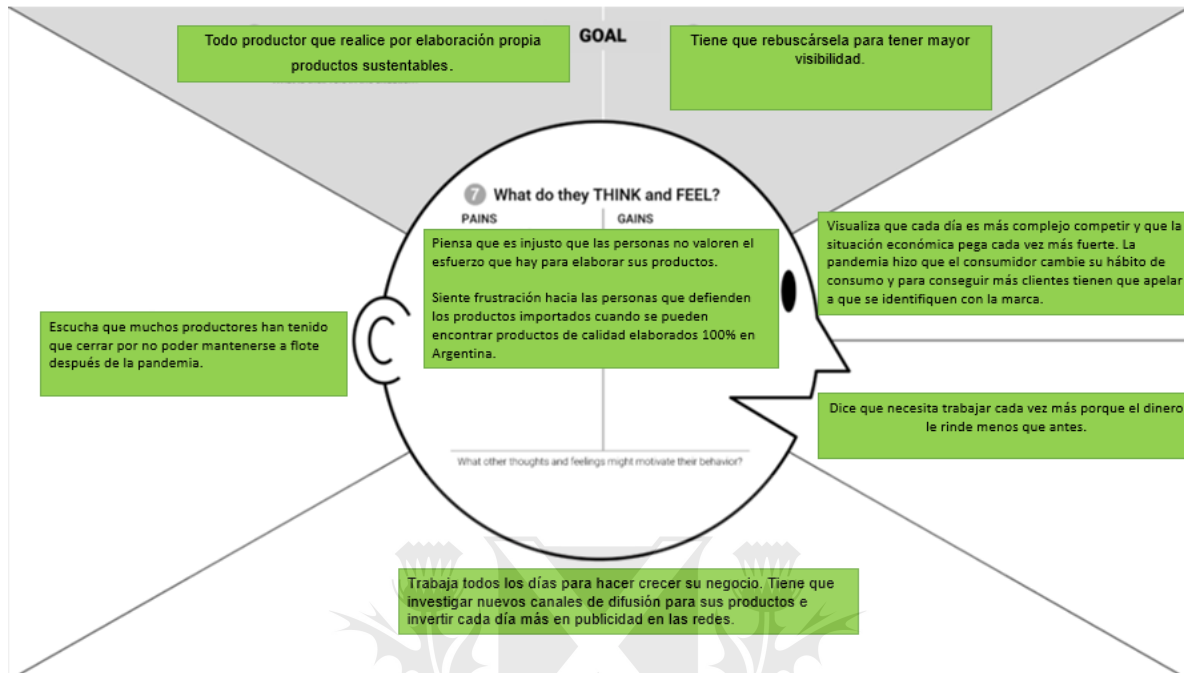 GOAL
Todo productor que realice por elaboración propia
productos sustentables.
Tiene que rebuscársela para tener mayor
visibilidad.
7 What do they THINK and FEEL?
PAINS
GAINS
Piensa que es injusto que las personas no valoren el
esfuerzo que hay para elaborar sus productos.
Siente frustración hacia las personas que defienden
los productos importados cuando se pueden
encontrar productos de calidad elaborados 100% en
Argentina.
What other thoughts and feelings might motivate their behavior?
Visualiza que cada día es más complejo competir y que la
situación económica pega cada vez más fuerte. La
pandemia hizo que el consumidor cambie su hábito de
consumo y para conseguir más clientes tienen que apelar
a que se identifiquen con la marca.
Dice que necesita trabajar cada vez más porque el dinero
le rinde menos que antes.
Trabaja todos los días para hacer crecer su negocio. Tiene que
investigar nuevos canales de difusión para sus productos e
invertir cada día más en publicidad en las redes.
Escucha que muchos productores han tenido
que cerrar por no poder mantenerse a flote
después de la pandemia.